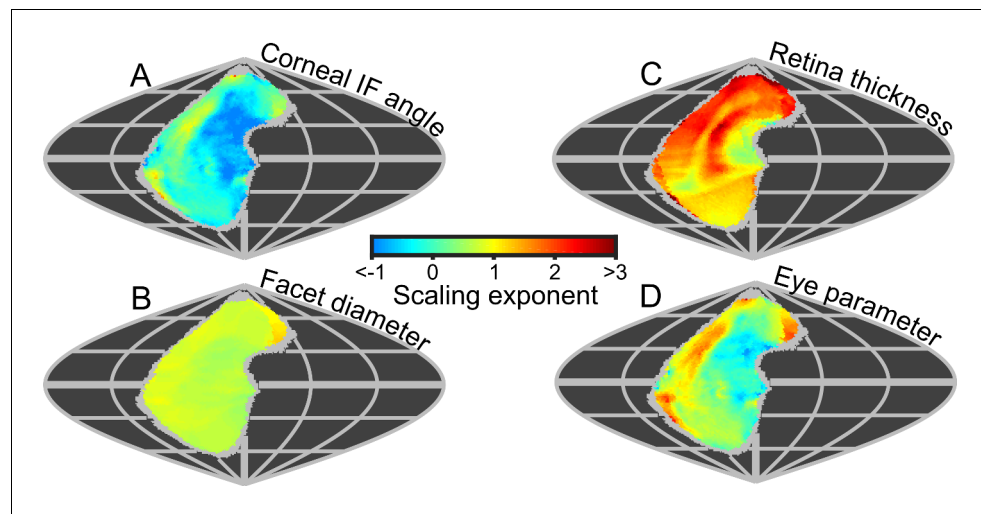 A
Corneal IF angle
C
Retina thickness
<-1 0 1 2 >3
Scaling exponent
B
Facet diameter
D
Eye parameter